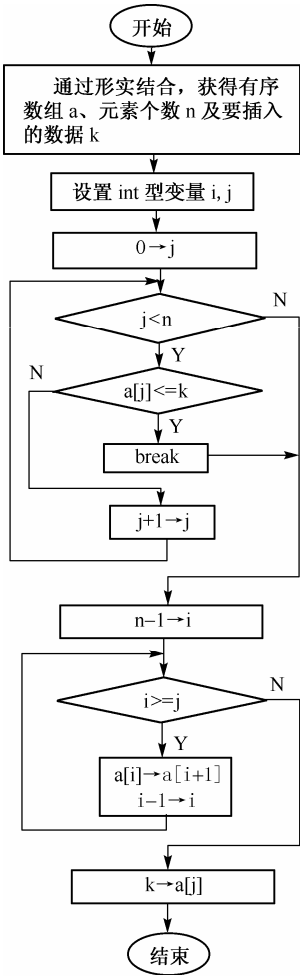 开始
通过形实结合，获得有序
数组 a、元素个数 n 及要插入
的数据 k
设置 int 型变量 i, j
0→j
j<n
N
Y
a[j]<=k
N
Y
break
j+1→j
n-1→i
i>=j
N
Y
a[i]→a[i+1]
i-1→i
k→a[j]
结束